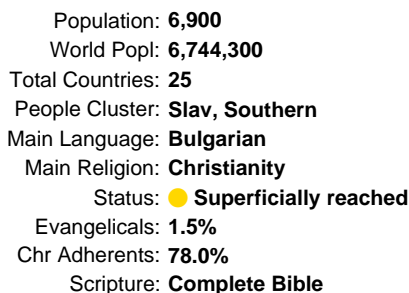 Population: 6,900
World Popl: 6,744,300
Total Countries: 25
People Cluster: Slav, Southern
Main Language: Bulgarian
Main Religion: Christianity
Status: Superficially reached
Evangelicals: 1.5%
Chr Adherents: 78.0%
Scripture: Complete Bible